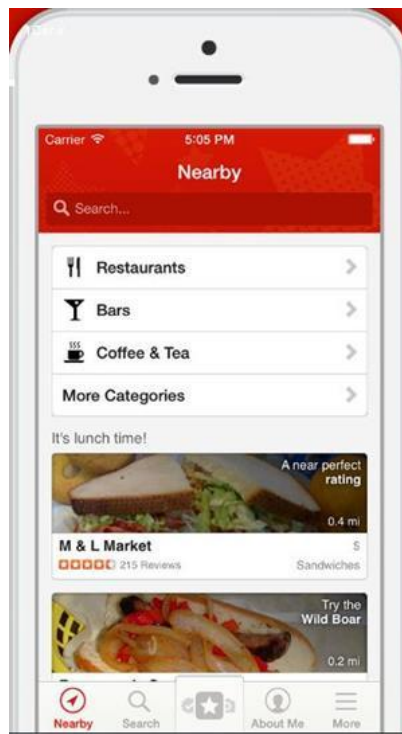 Carrier 5:05 PM
Nearby
Search...
Restaurants
Bars
Coffee & Tea
More Categories
It's lunch time!
A near perfect
rating
0.4 mi
M & L Market
215 Reviews
Sandwiches
Try the
Wild Boar
0.2 mi
Nearby Search About Me More